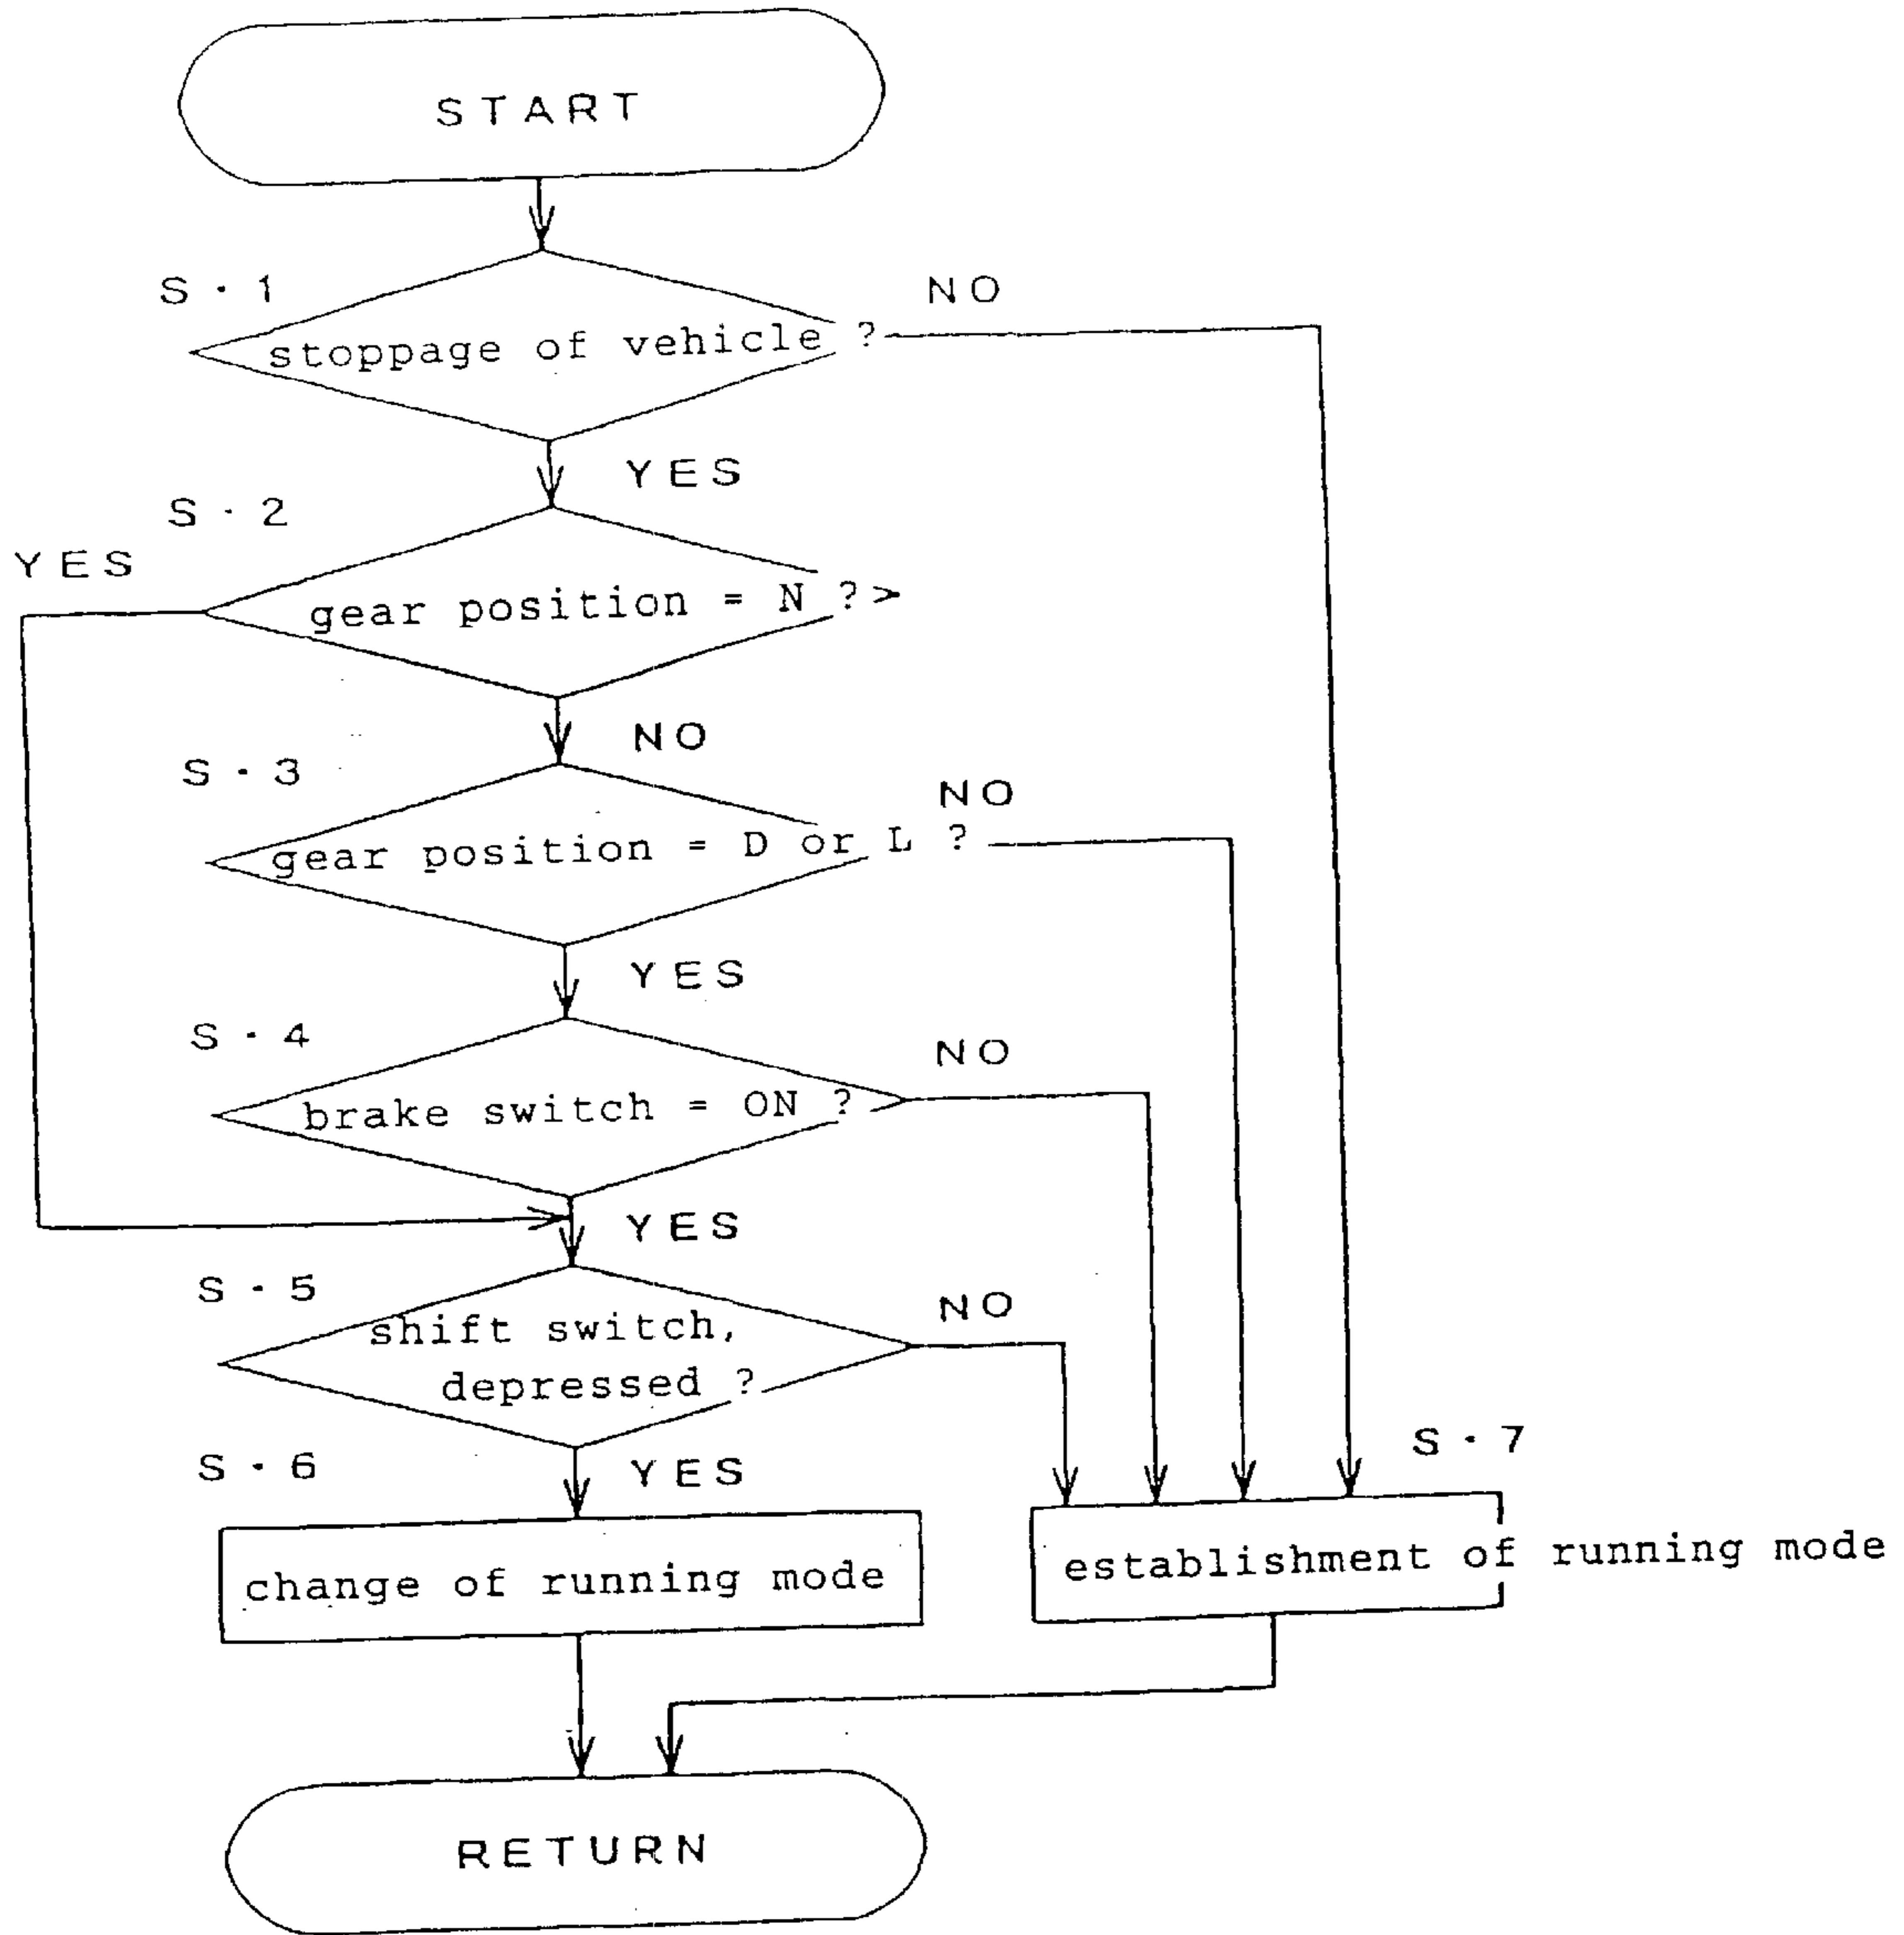 START
S・1
NO
stoppage of vehicle ?
YES
S・2
YES
gear position = N ?
NO
S・3
NO
gear position = D or L ?
YES
S・4
NO
brake switch = ON ?
YES
S・5
NO
shift switch,
depressed ?
S・6
YES
S・7
change of running mode
establishment of running mode
RETURN